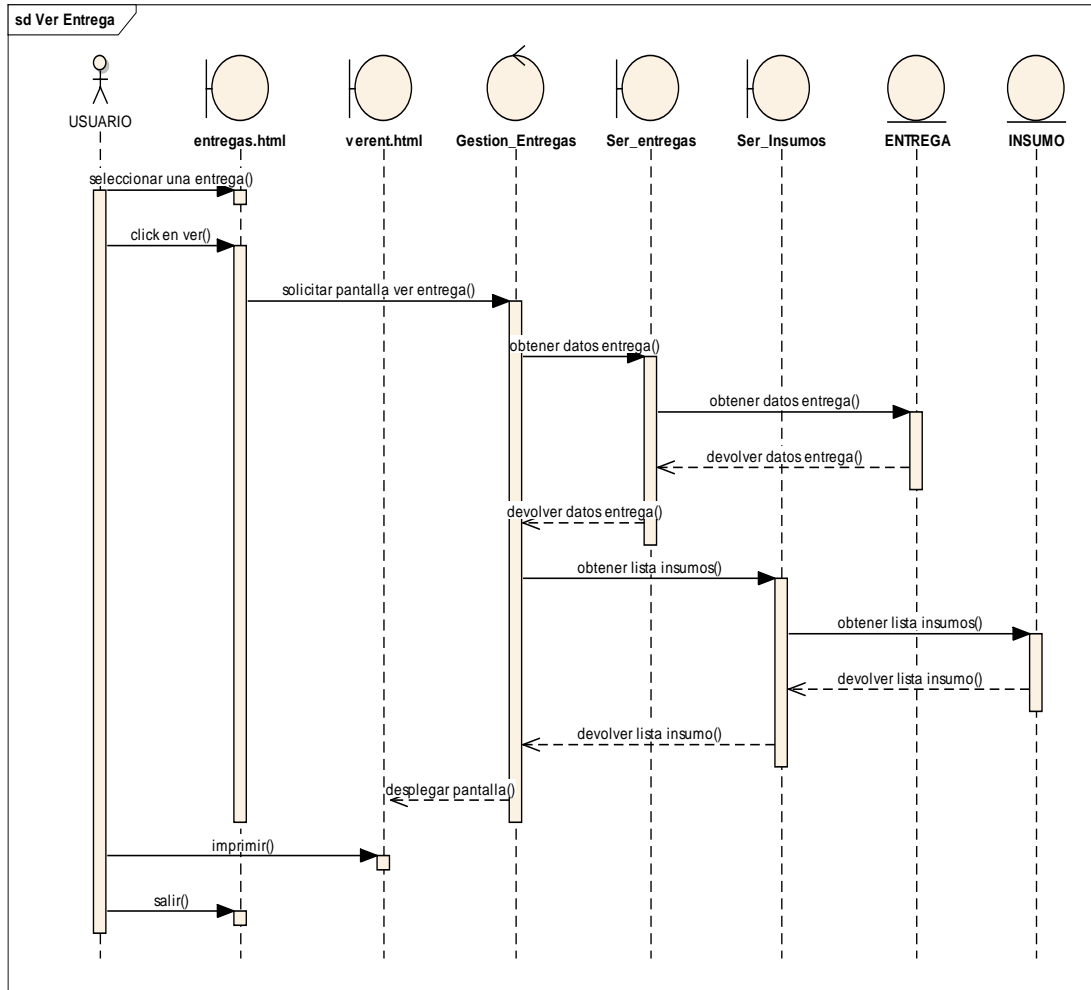 sd Ver Entrega
USUARIO
entregas.html
verent.html
Gestion_Entregas
Ser_entregas
Ser_Insumos
ENTREGA
INSUMO
seleccionar una entrega()
click en ver()
solicitar pantalla ver entrega()
obtener datos entrega()
obtener datos entrega()
devolver datos entrega()
devolver datos entrega()
obtener lista insumos()
obtener lista insumos()
devolver lista insumo()
devolver lista insumo()
desplegar pantalla()
imprimir()
salir()